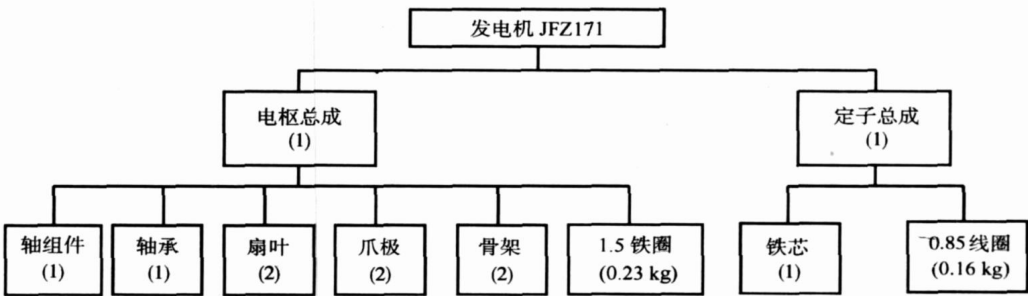 发电机 JFZ171
电枢总成
(1)
定子总成
(1)
轴组件
(1)
轴承
(1)
扇叶
(2)
爪极
(2)
骨架
(2)
1.5 铁圈
(0.23 kg)
铁芯
(1)
0.85 线圈
(0.16 kg)